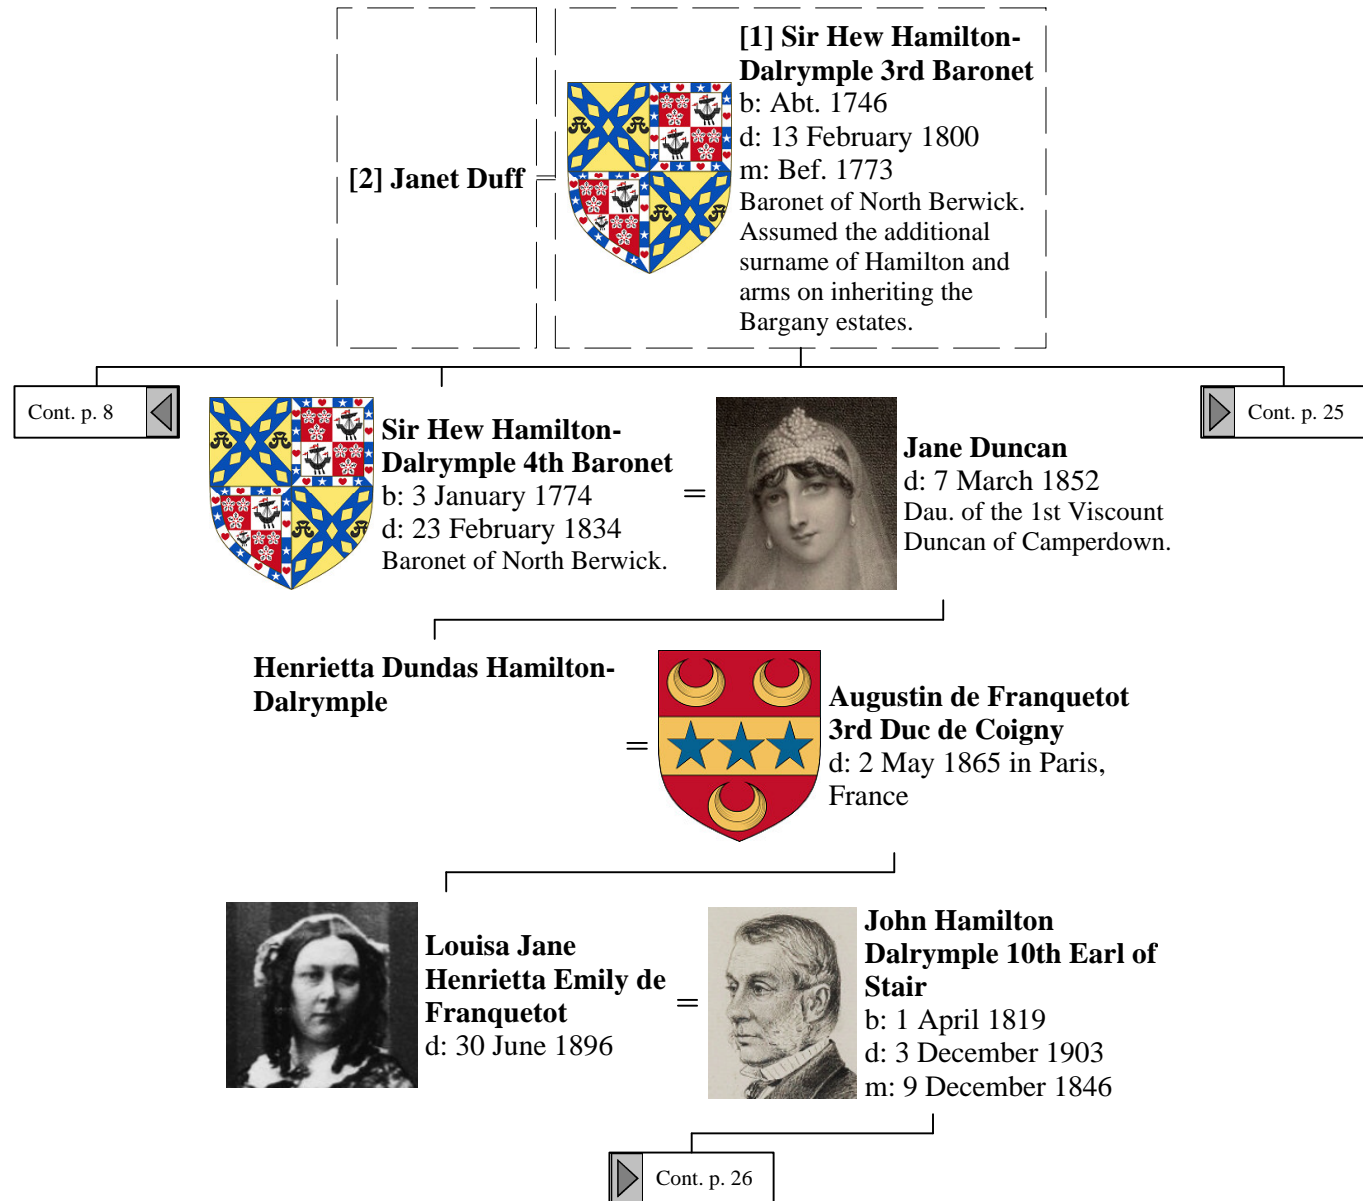 [1] Sir Hew Hamilton-
Dalrymple 3rd Baronet
b: Abt. 1746
d: 13 February 1800
m: Bef. 1773
Baronet of North Berwick.
Assumed the additional
surname of Hamilton and
arms on inheriting the
Bargany estates.
[2] Janet Duff
=
Cont. p. 8
Cont. p. 25
Sir Hew Hamilton-
Dalrymple 4th Baronet
b: 3 January 1774
d: 23 February 1834
Baronet of North Berwick.
=
Jane Duncan
d: 7 March 1852
Dau. of the 1st Viscount
Duncan of Camperdown.
Henrietta Dundas Hamilton-
Dalrymple
=
Augustin de Franquetot
3rd Duc de Coigny
d: 2 May 1865 in Paris,
France
Louisa Jane
Henrietta Emily de
Franquetot
d: 30 June 1896
=
John Hamilton
Dalrymple 10th Earl of
Stair
b: 1 April 1819
d: 3 December 1903
m: 9 December 1846
Cont. p. 26